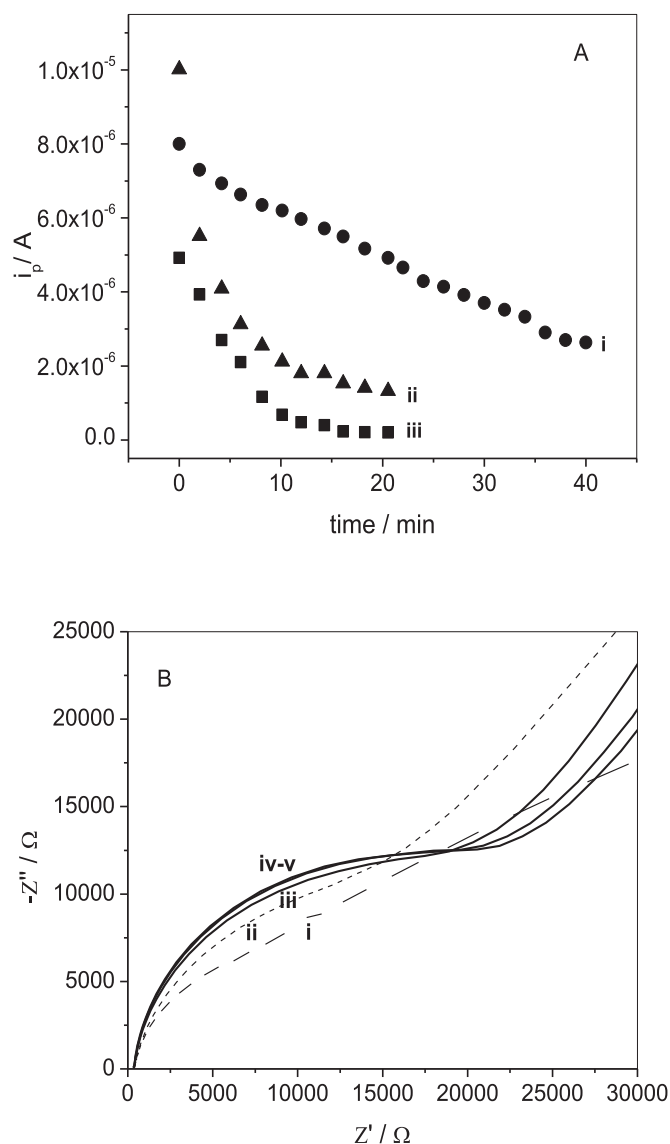 A
1.0x10-5
8.0x10-6
6.0x10-6
4.0x10-6
2.0x10-6
0.0
ip / A
i
ii
iii
0 10 20 30 40
time / min
B
25000
20000
15000
10000
5000
0
-Z'' / Ω
iv-v
iii
ii
i
0 5000 10000 15000 20000 25000 30000
Z' / Ω